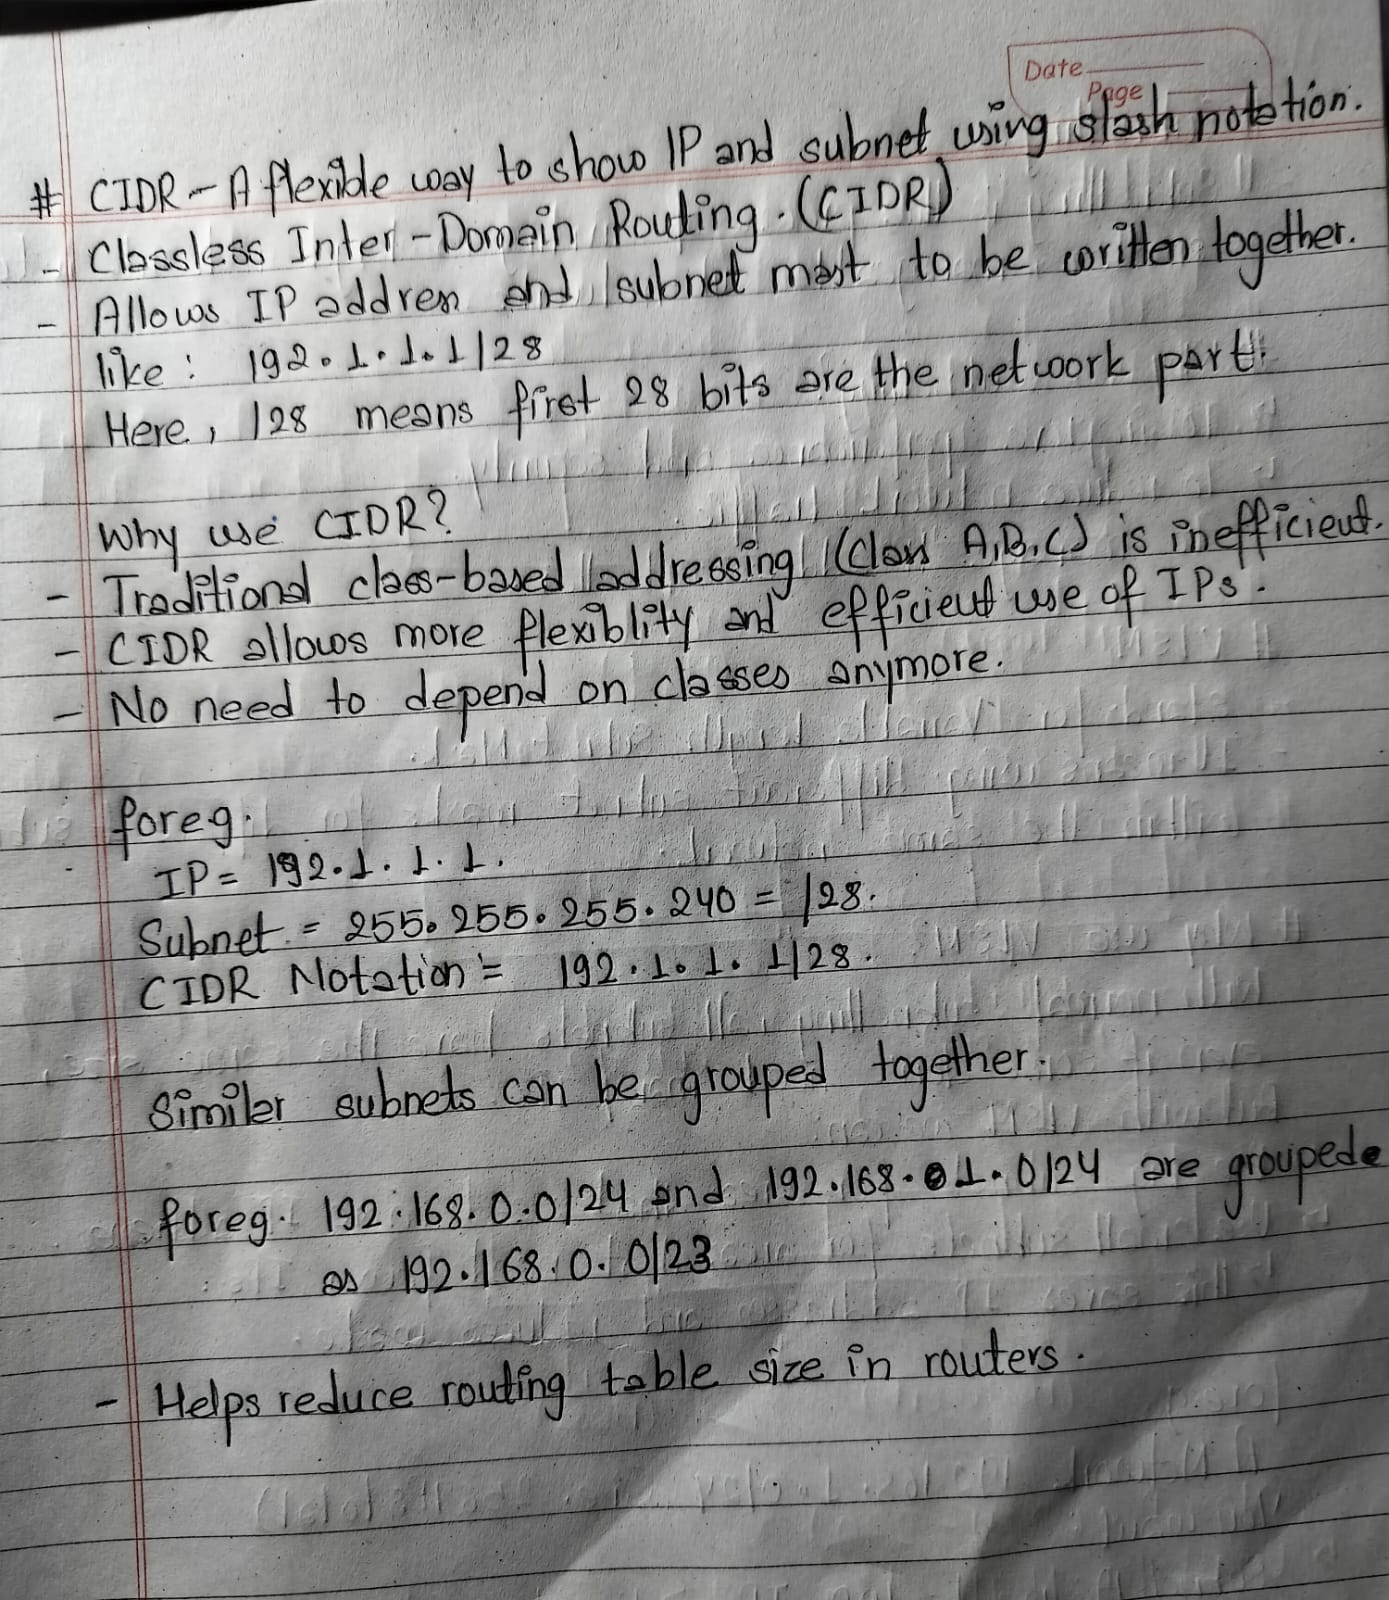 Date
Page
# CIDR - A flexible way to show IP and subnet using slash notation.
- Classless Inter-Domain Routing. (CIDR)
- Allows IP address and subnet mast to be written together.
like : 192.1.1.1/28
Here, /28 means first 28 bits are the network part.
Why use CIDR?
- Traditional class-based addressing (Class A,B,C) is inefficient.
- CIDR allows more flexiblity and efficient use of IPs.
- No need to depend on classes anymore.
foreg.
IP = 192.1.1.1.
Subnet = 255.255.255.240 = /28.
CIDR Notation = 192.1.1.1/28.
Similar subnets can be grouped together.
foreg. 192.168.0.0/24 and 192.168.1.0/24 are grouped
as 192.168.0.0/23
- Helps reduce routing table size in routers.